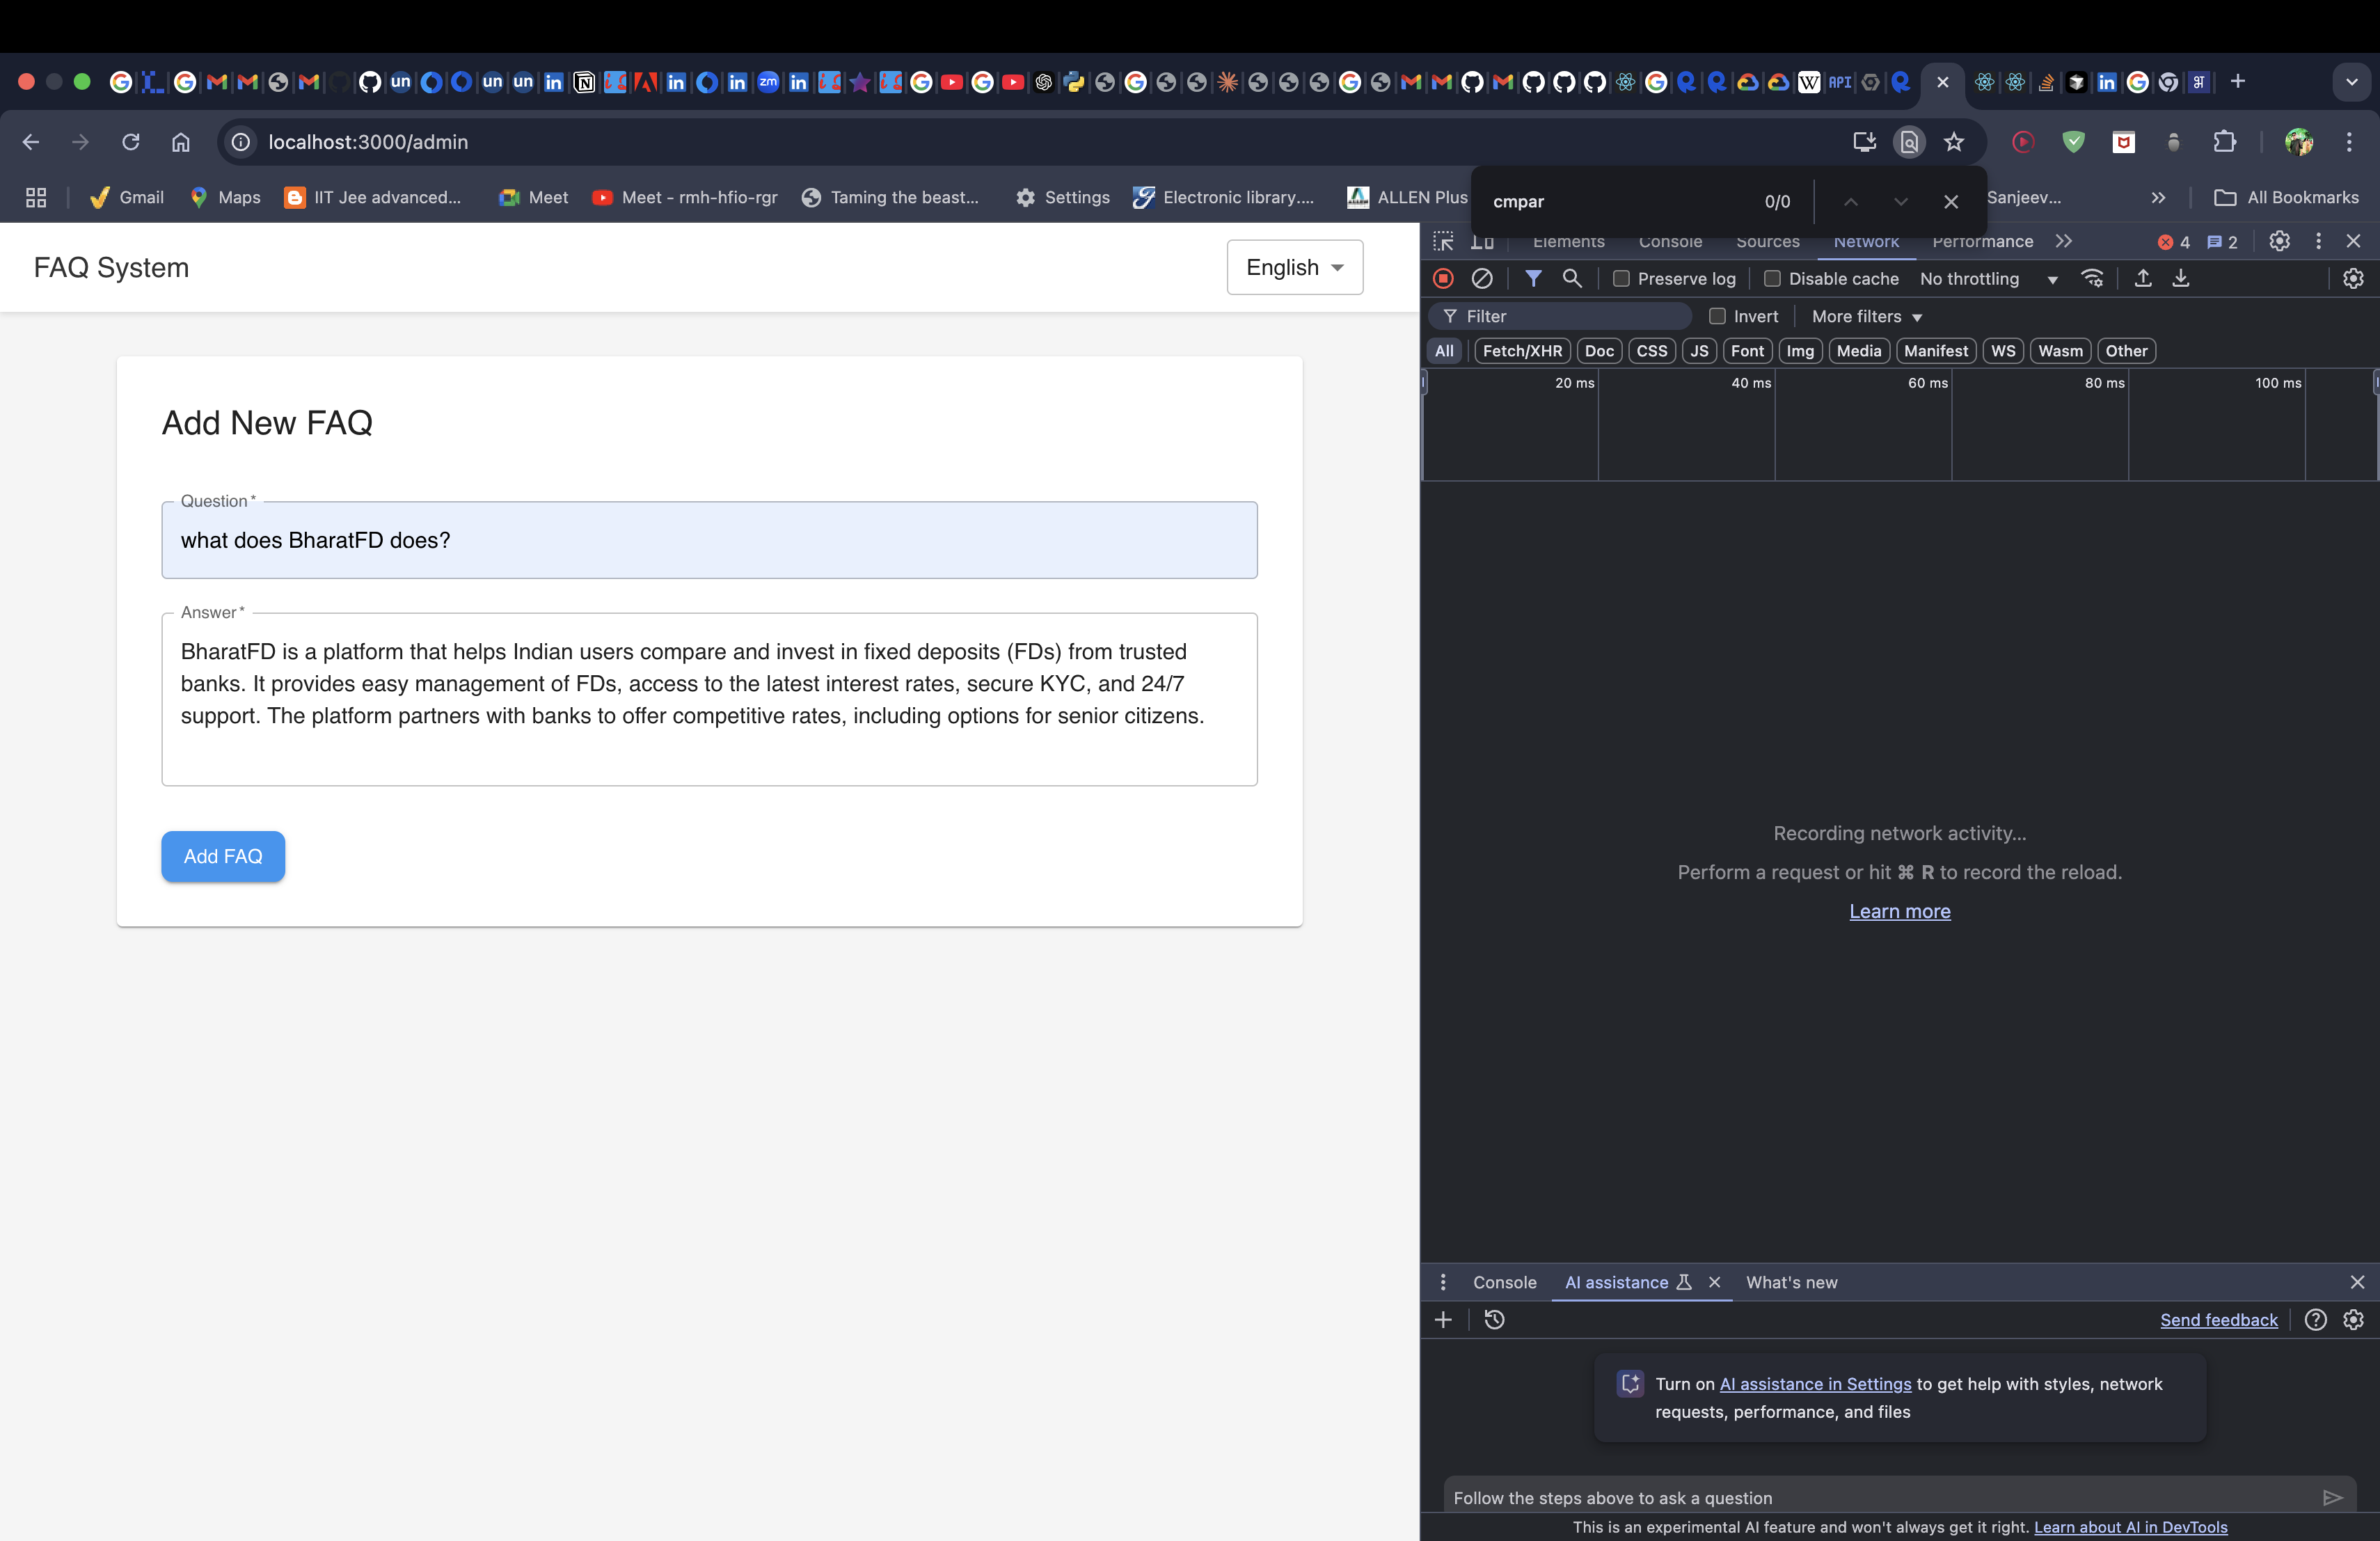 un
un
un
zm
API
localhost:3000/admin
Gmail
Maps
IIT Jee advanced...
Meet
Meet - rmh-hfio-rgr
Taming the beast...
Settings
Electronic library....
ALLEN Plus
Sanjeev...
All Bookmarks
cmpar
0/0
FAQ System
English
Add New FAQ
Question *
what does BharatFD does?
Answer *
BharatFD is a platform that helps Indian users compare and invest in fixed deposits (FDs) from trusted
banks. It provides easy management of FDs, access to the latest interest rates, secure KYC, and 24/7
support. The platform partners with banks to offer competitive rates, including options for senior citizens.
Add FAQ
Elements Console Sources Network Performance
4 2
Preserve log Disable cache No throttling
Filter Invert More filters
All Fetch/XHR Doc CSS JS Font Img Media Manifest WS Wasm Other
20 ms 40 ms 60 ms 80 ms 100 ms
Recording network activity...
Perform a request or hit ⌘ R to record the reload.
Learn more
Console AI assistance What's new
Send feedback
Turn on AI assistance in Settings to get help with styles, network
requests, performance, and files
Follow the steps above to ask a question
This is an experimental AI feature and won't always get it right. Learn about AI in DevTools